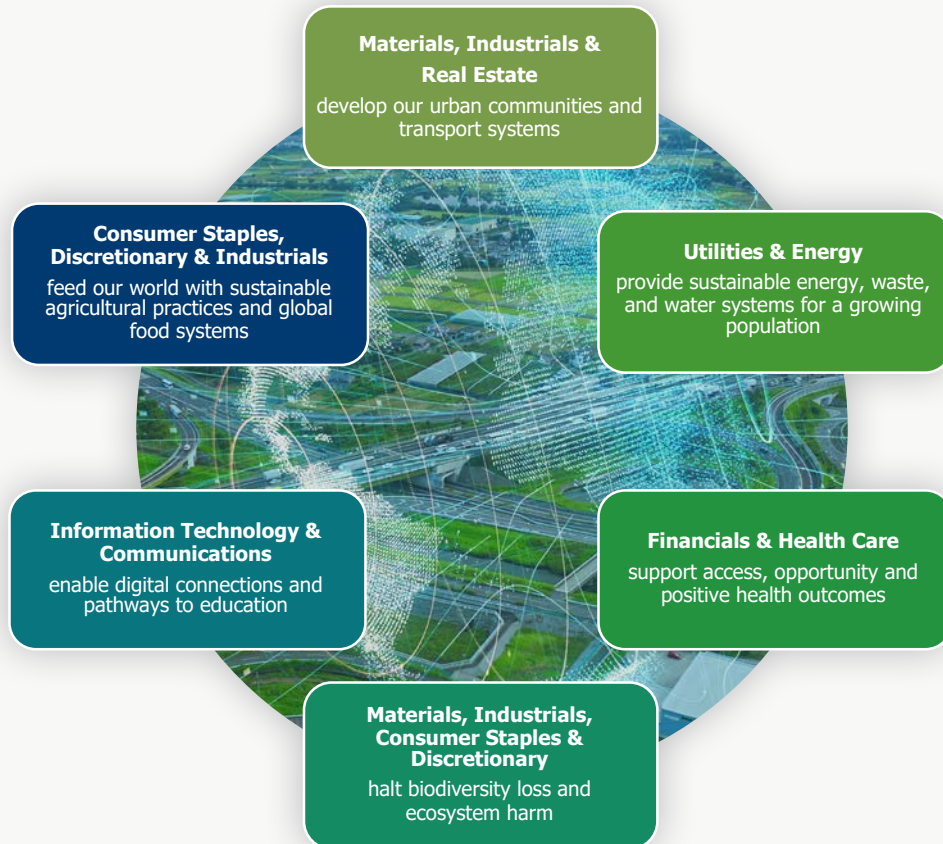 Materials, Industrials &
Real Estate
develop our urban communities and
transport systems
Consumer Staples,
Discretionary & Industrials
feed our world with sustainable
agricultural practices and global
food systems
Utilities & Energy
provide sustainable energy, waste,
and water systems for a growing
population
Information Technology &
Communications
enable digital connections and
pathways to education
Financials & Health Care
support access, opportunity and
positive health outcomes
Materials, Industrials,
Consumer Staples &
Discretionary
halt biodiversity loss and
ecosystem harm